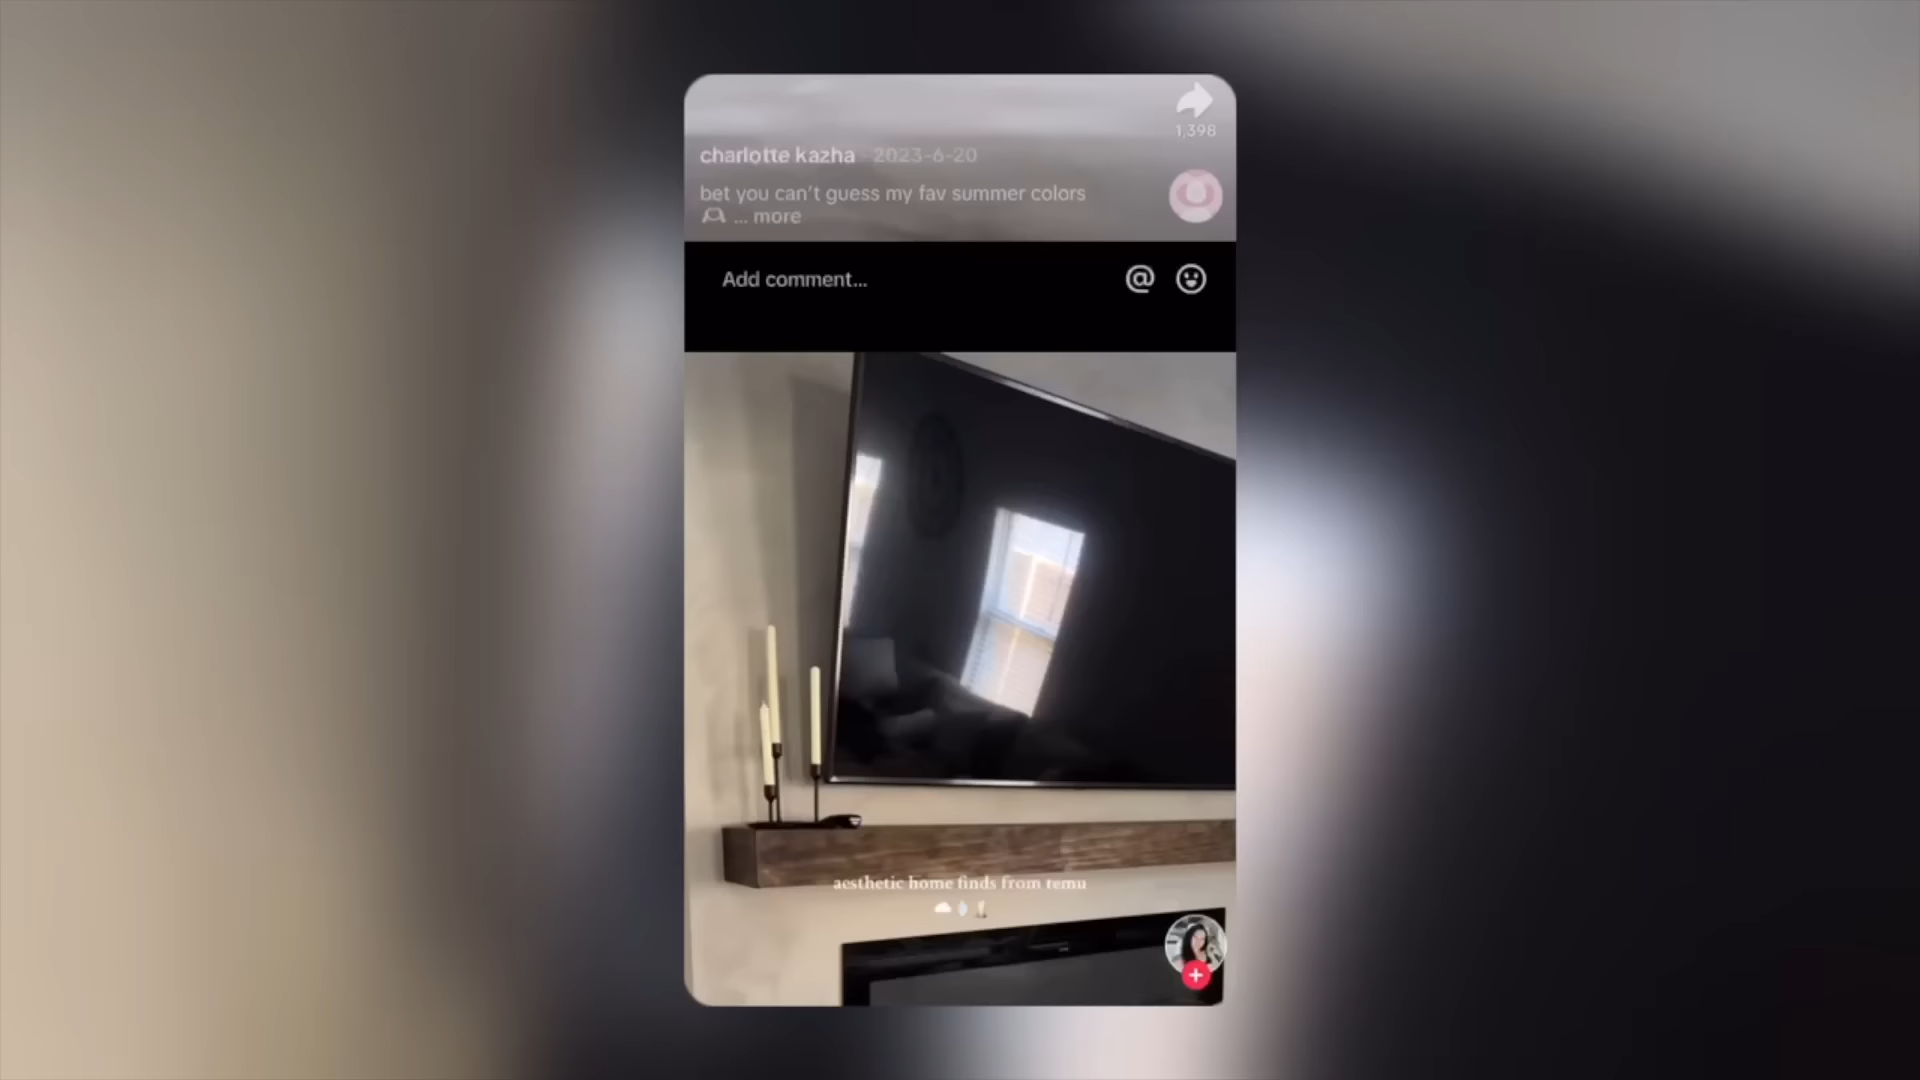 1,398
charlotte kazha · 2023-6-20
bet you can't guess my fav summer colors
... more
Add comment...
aesthetic home finds from temu